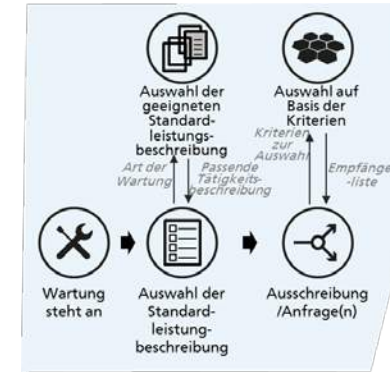 Auswahl der
geeigneten
Standard-
leistungs-
beschreibung
Auswahl auf
Basis der
Kriterien
Art der
Wartung
Passende
Tätigkeits-
beschreibung
Kriterien
zur
Auswahl
Empfänge
-liste
Wartung
steht an
Auswahl der
Standard-
leistung-
beschreibung
Ausschreibung
/Anfrage(n)